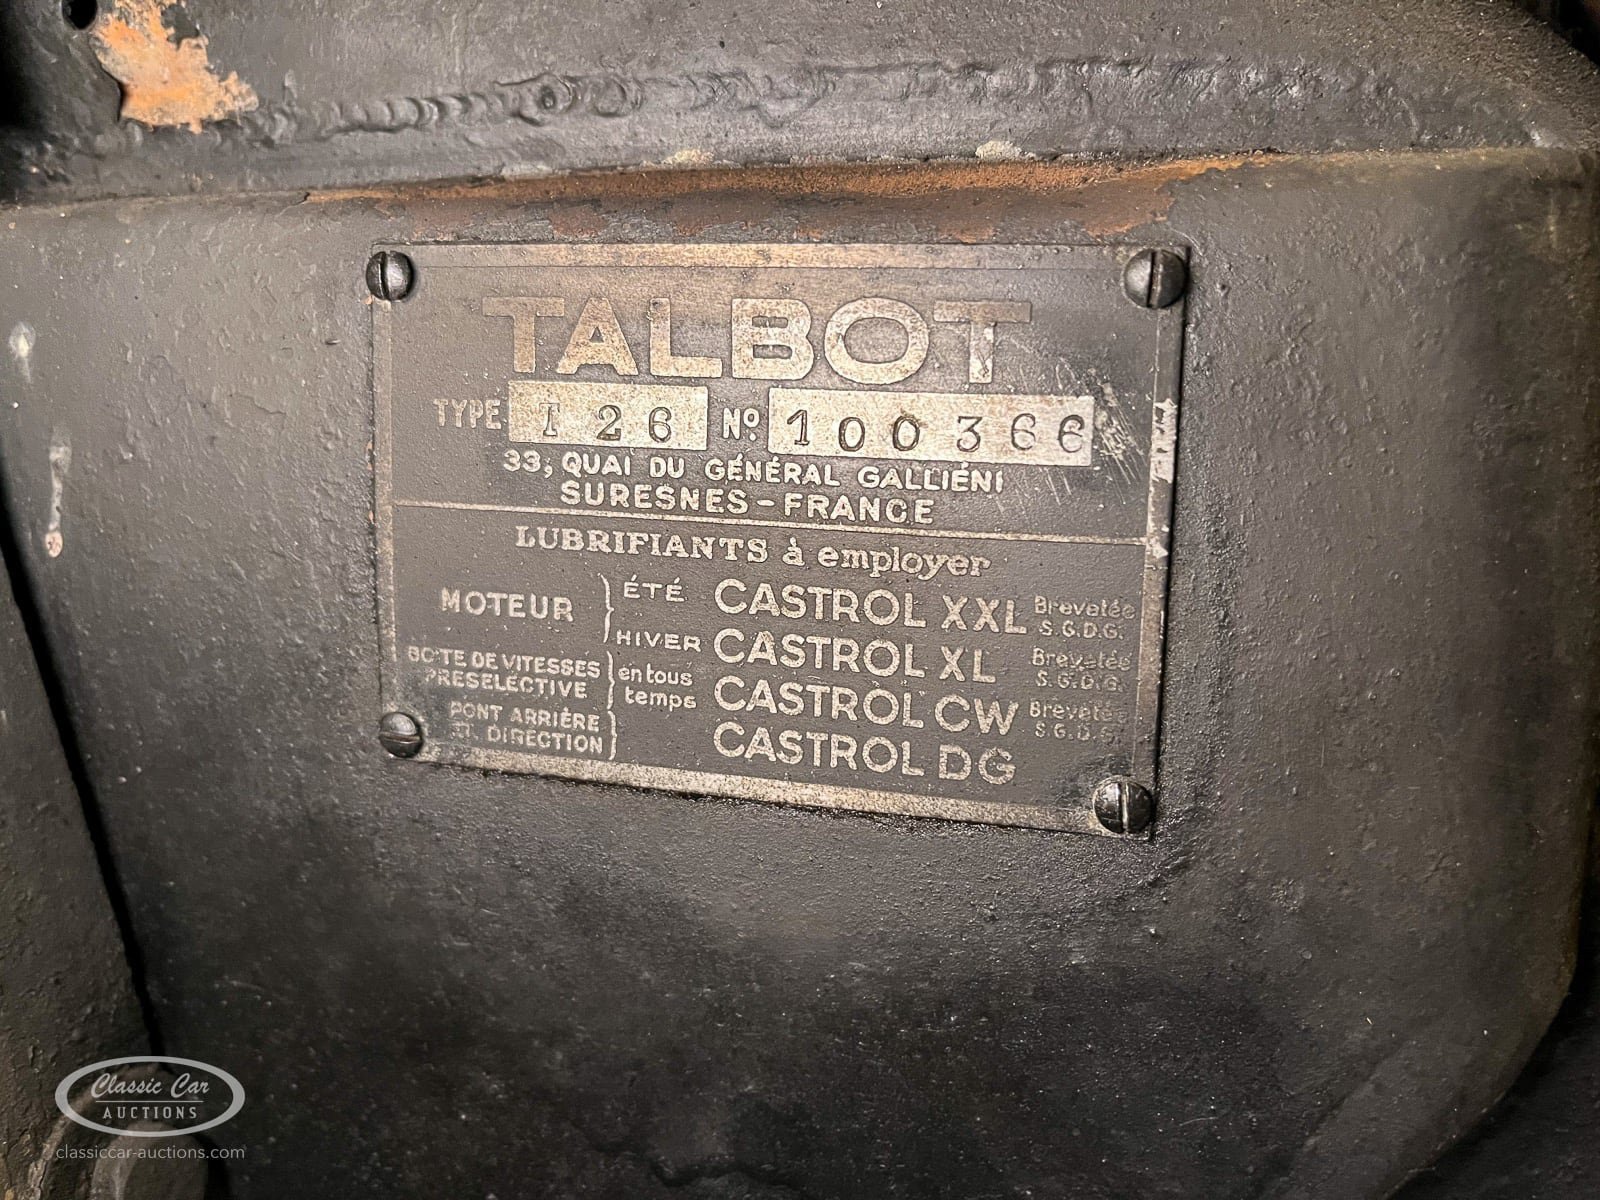 TALBOT
TYPE T 26 Nº. 100366
33, QUAI DU GÉNÉRAL GALLIÉNI
SURESNES-FRANCE
LUBRIFIANTS à employer
MOTEUR ÉTÉ CASTROL XXL Brevetée S.G.D.G.
HIVER CASTROL XL Brevetée S.G.D.G.
BOITE DE VITESSES PRESELECTIVE en tous temps CASTROL CW Brevetée S.G.D.G.
PONT ARRIÈRE ET DIRECTION CASTROL DG
Classic Car
AUCTIONS
classiccar-auctions.com